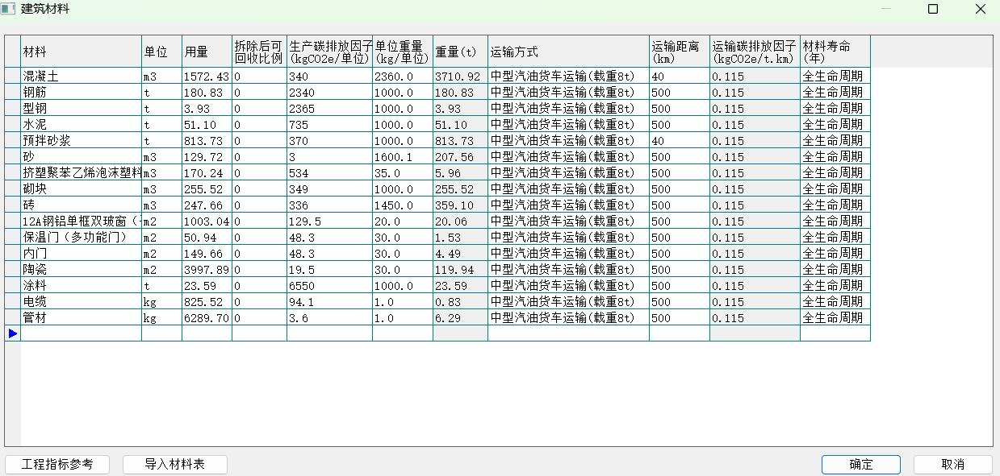 建筑材料
材料 单位 用量 拆除后可回收比例 生产碳排放因子(kgCO2e/单位) 单位重量(kg/单位) 重量(t) 运输方式 运输距离(km) 运输碳排放因子(kgCO2e/t.km) 材料寿命(年)
混凝土 m3 1572.43 0 340 2360.0 3710.92 中型汽油货车运输(载重8t) 40 0.115 全生命周期
钢筋 t 180.83 0 2340 1000.0 180.83 中型汽油货车运输(载重8t) 500 0.115 全生命周期
型钢 t 3.93 0 2365 1000.0 3.93 中型汽油货车运输(载重8t) 500 0.115 全生命周期
水泥 t 51.10 0 735 1000.0 51.10 中型汽油货车运输(载重8t) 500 0.115 全生命周期
预拌砂浆 t 813.73 0 370 1000.0 813.73 中型汽油货车运输(载重8t) 40 0.115 全生命周期
砂 m3 129.72 0 3 1600.1 207.56 中型汽油货车运输(载重8t) 500 0.115 全生命周期
挤塑聚苯乙烯泡沫塑料 m3 170.24 0 534 35.0 5.96 中型汽油货车运输(载重8t) 500 0.115 全生命周期
砌块 m3 255.52 0 349 1000.0 255.52 中型汽油货车运输(载重8t) 500 0.115 全生命周期
砖 m3 247.66 0 336 1450.0 359.10 中型汽油货车运输(载重8t) 500 0.115 全生命周期
12A钢铝单框双玻窗( m2 1003.04 0 129.5 20.0 20.06 中型汽油货车运输(载重8t) 500 0.115 全生命周期
保温门（多功能门） m2 50.94 0 48.3 30.0 1.53 中型汽油货车运输(载重8t) 500 0.115 全生命周期
内门 m2 149.66 0 48.3 30.0 4.49 中型汽油货车运输(载重8t) 500 0.115 全生命周期
陶瓷 m2 3997.89 0 19.5 30.0 119.94 中型汽油货车运输(载重8t) 500 0.115 全生命周期
涂料 t 23.59 0 6550 1000.0 23.59 中型汽油货车运输(载重8t) 500 0.115 全生命周期
电缆 kg 825.52 0 94.1 1.0 0.83 中型汽油货车运输(载重8t) 500 0.115 全生命周期
管材 kg 6289.70 0 3.6 1.0 6.29 中型汽油货车运输(载重8t) 500 0.115 全生命周期
工程指标参考 导入材料表 确定 取消